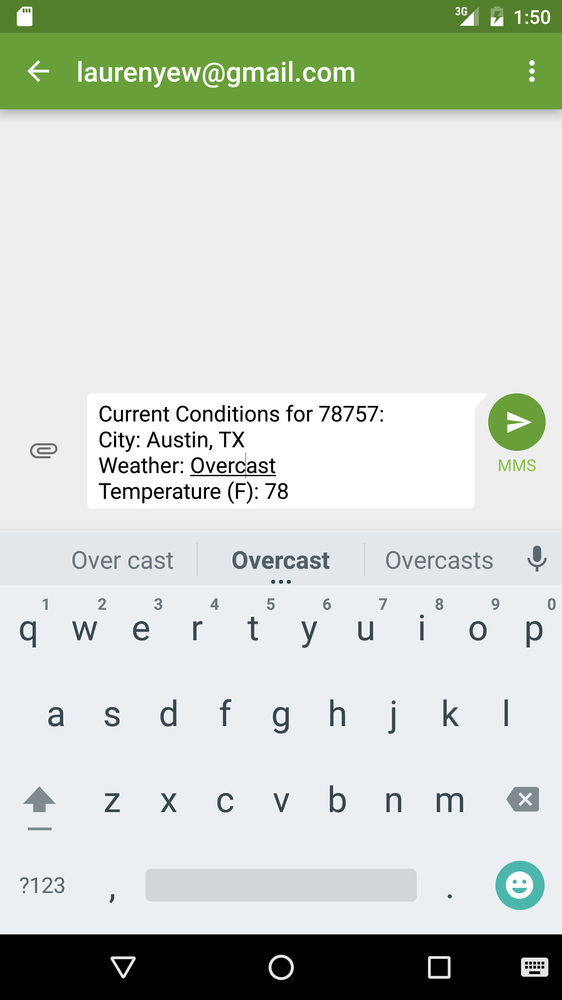 3G 1:50
laurenyew@gmail.com
Current Conditions for 78757:
City: Austin, TX
Weather: Overcast
Temperature (F): 78
MMS
Over cast Overcast Overcasts
1 2 3 4 5 6 7 8 9 0
q w e r t y u i o p
a s d f g h j k l
z x c v b n m
?123 , .